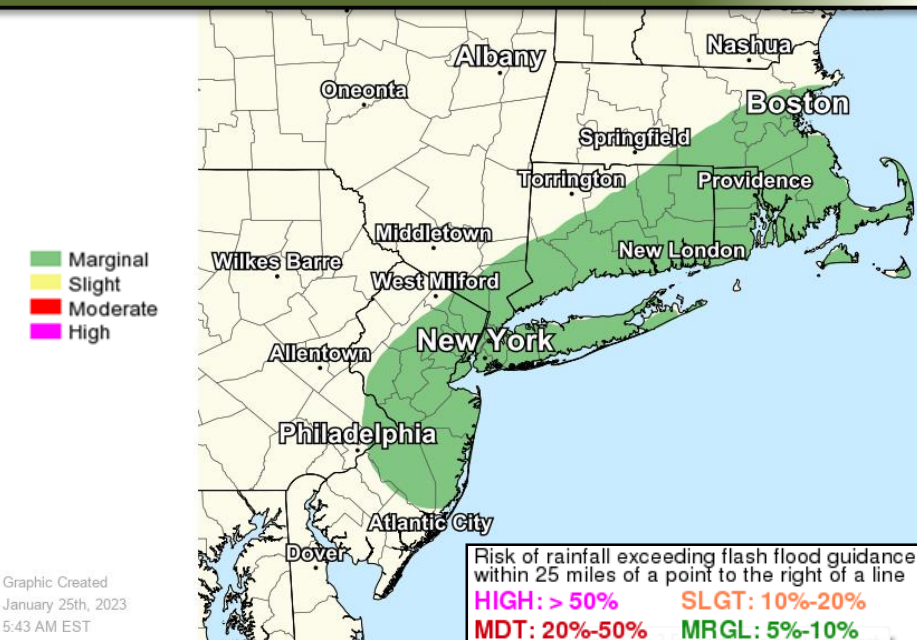 Nashua
Albany
Oneonta
Boston
Springfield
Torrington
Providence
Middletown
New London
Wilkes Barre
West Milford
Marginal
Slight
Moderate
High
New York
Allentown
Philadelphia
Atlantic City
Dover
Risk of rainfall exceeding flash flood guidance
within 25 miles of a point to the right of a line
HIGH: > 50% SLGT: 10%-20%
MDT: 20%-50% MRGL: 5%-10%
Graphic Created
January 25th, 2023
5:43 AM EST